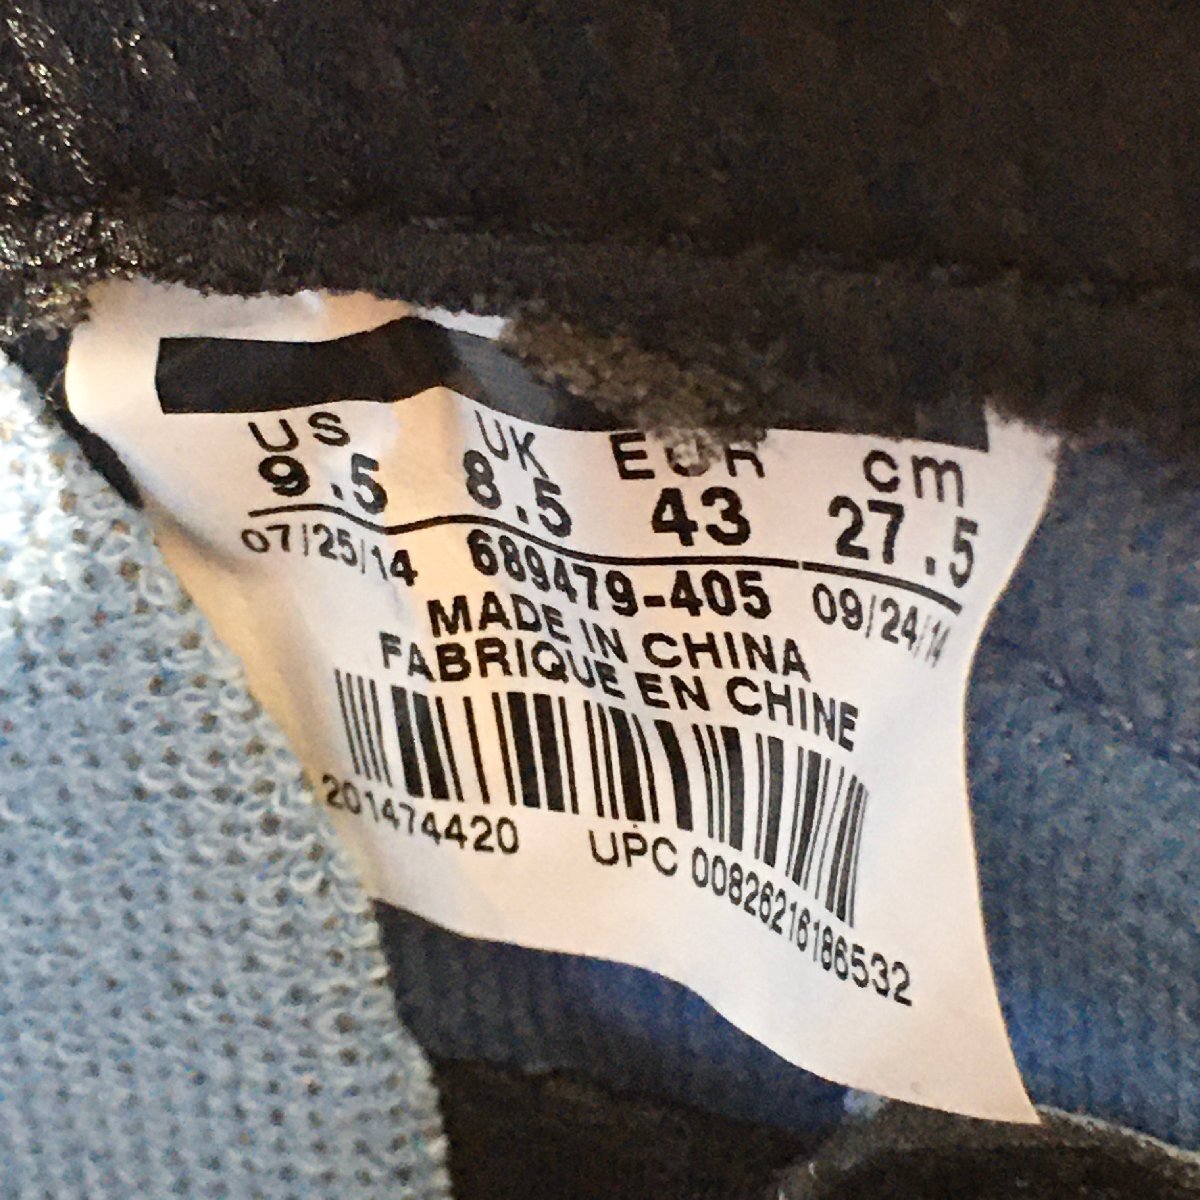 US UK EUR cm
9.5 8.5 43 27.5
07/25/14 689479-405 09/24/14
MADE IN CHINA
FABRIQUE EN CHINE
201474420 UPC 00826216186532